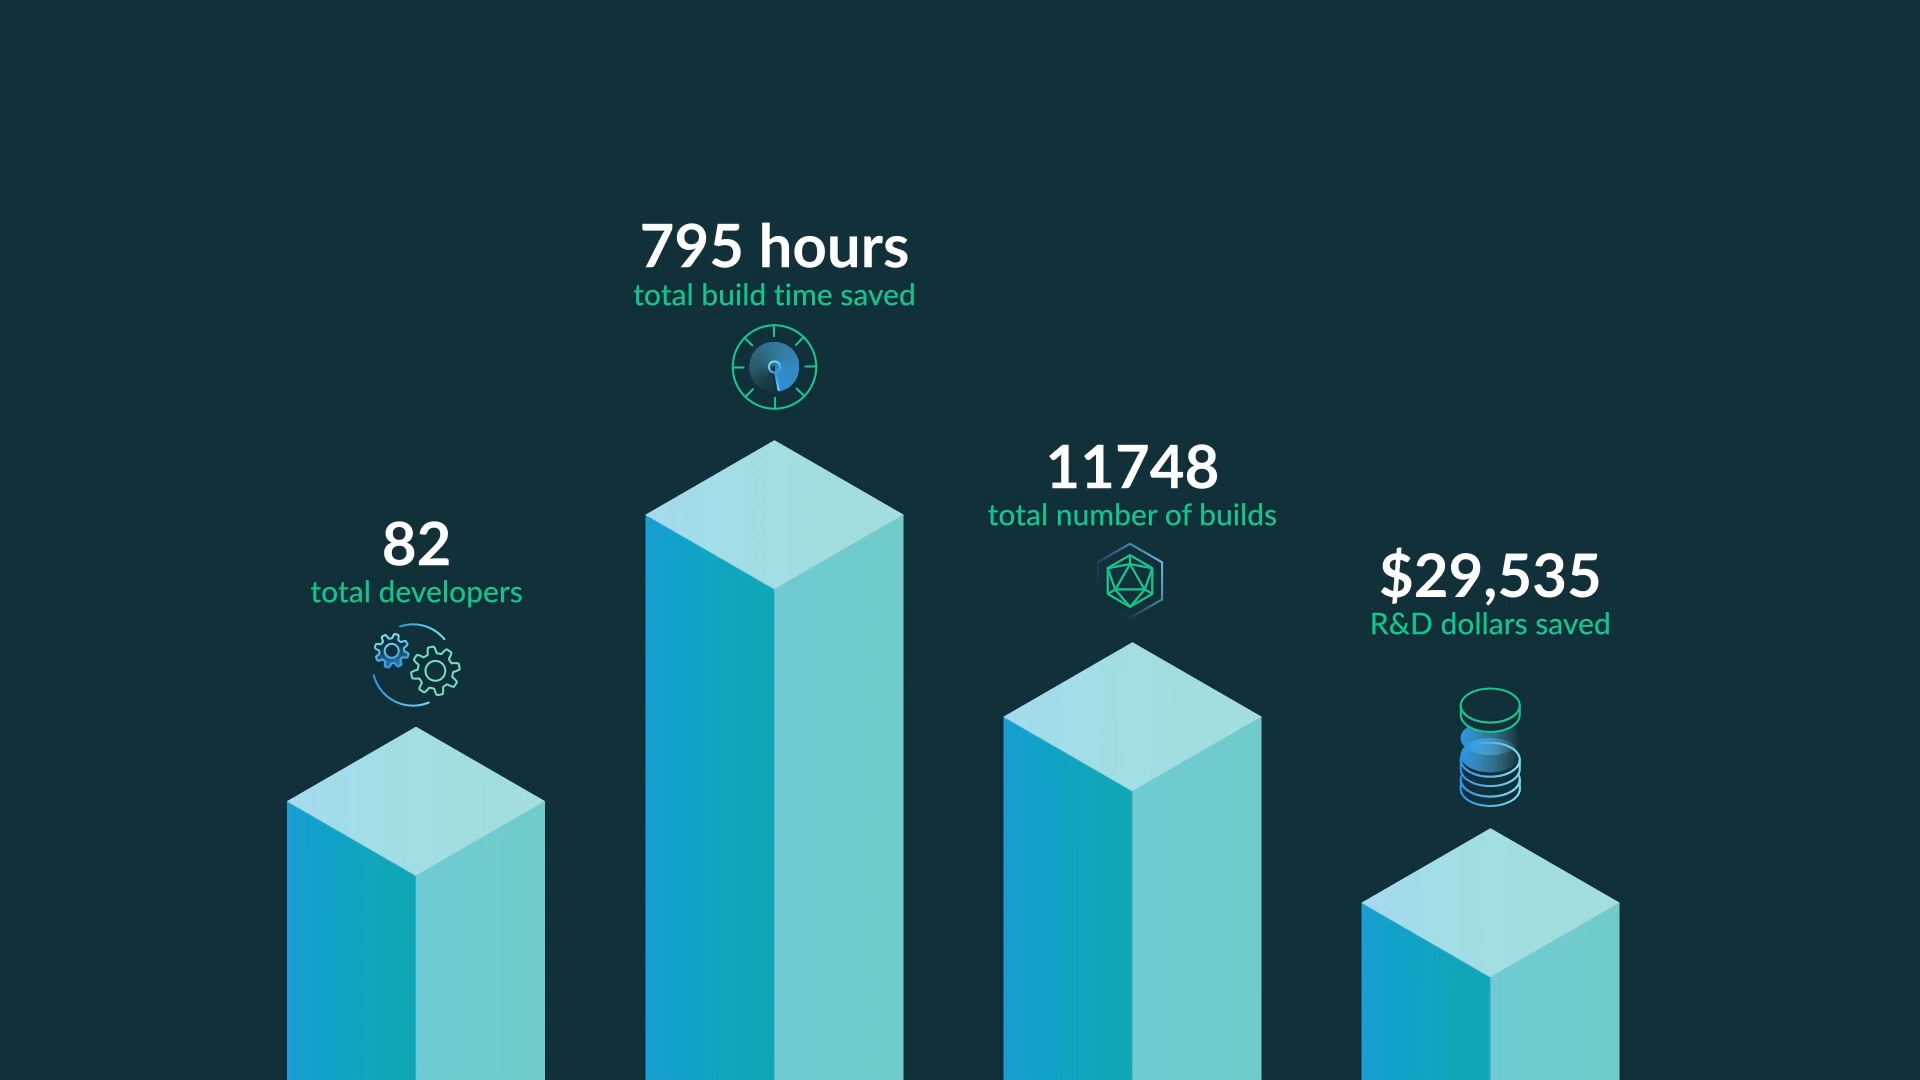 795 hours
total build time saved
11748
total number of builds
82
total developers
$29,535
R&D dollars saved